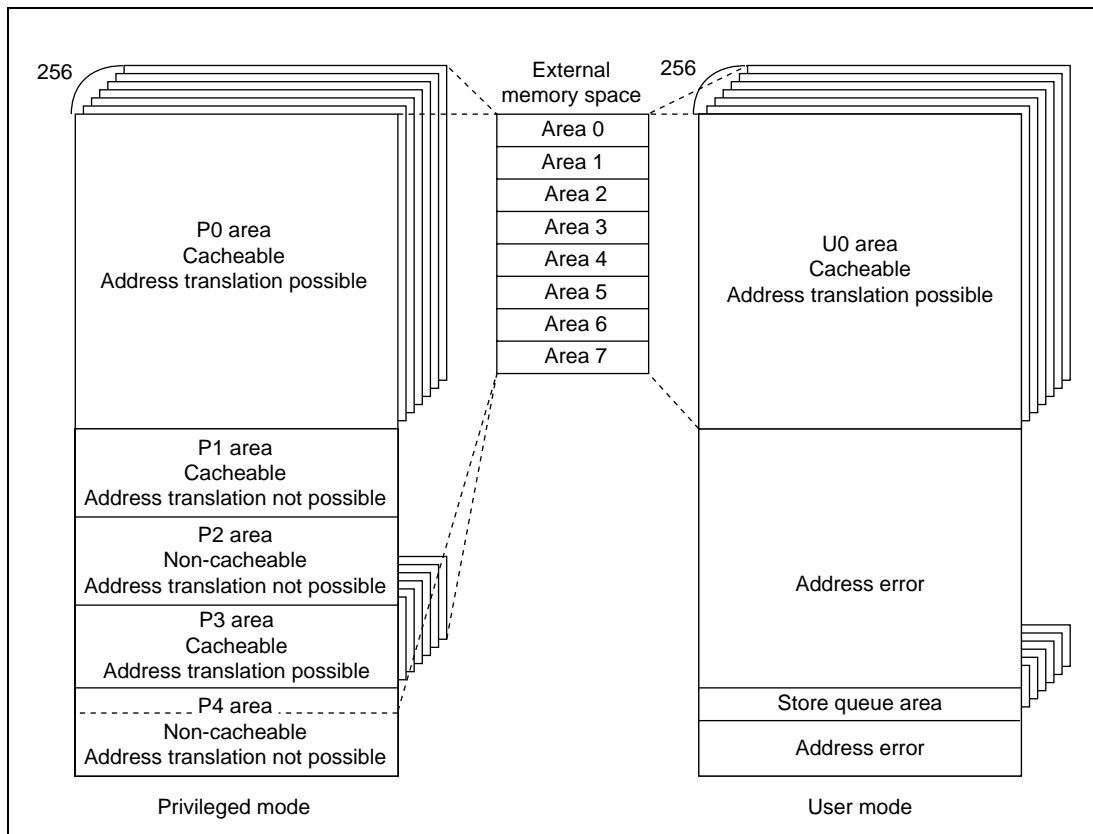 256
External
memory space
256
Area 0
Area 1
Area 2
Area 3
Area 4
Area 5
Area 6
Area 7
P0 area
Cacheable
Address translation possible
U0 area
Cacheable
Address translation possible
P1 area
Cacheable
Address translation not possible
P2 area
Non-cacheable
Address translation not possible
P3 area
Cacheable
Address translation possible
P4 area
Non-cacheable
Address translation not possible
Address error
Store queue area
Address error
Privileged mode
User mode